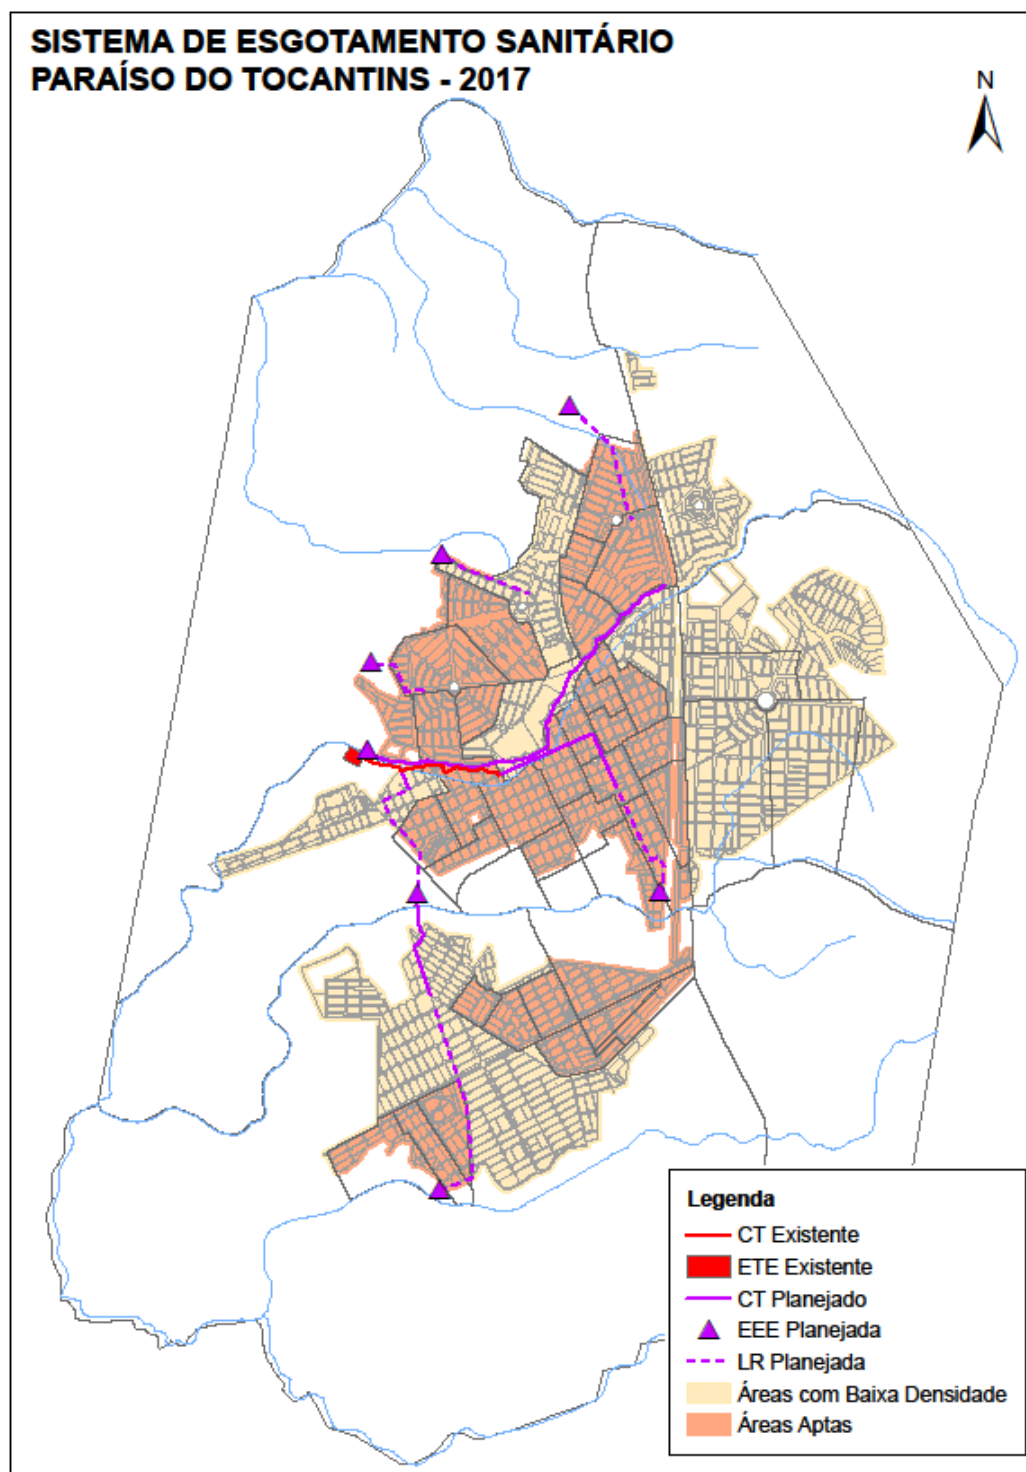 SISTEMA DE ESGOTAMENTO SANITÁRIO
PARAÍSO DO TOCANTINS - 2017
N
Legenda
CT Existente
ETE Existente
CT Planejado
EEE Planejada
LR Planejada
Áreas com Baixa Densidade
Áreas Aptas